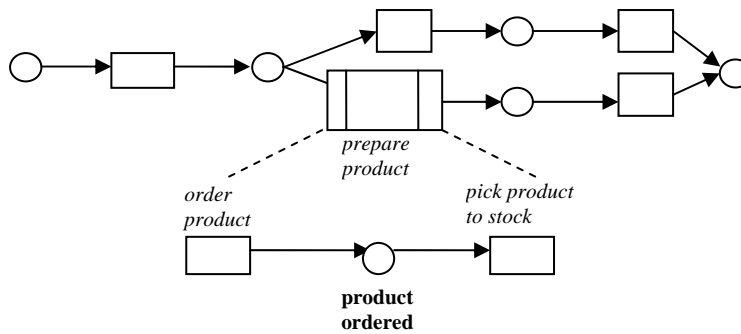 prepare
product
order
product
pick product
to stock
product
ordered